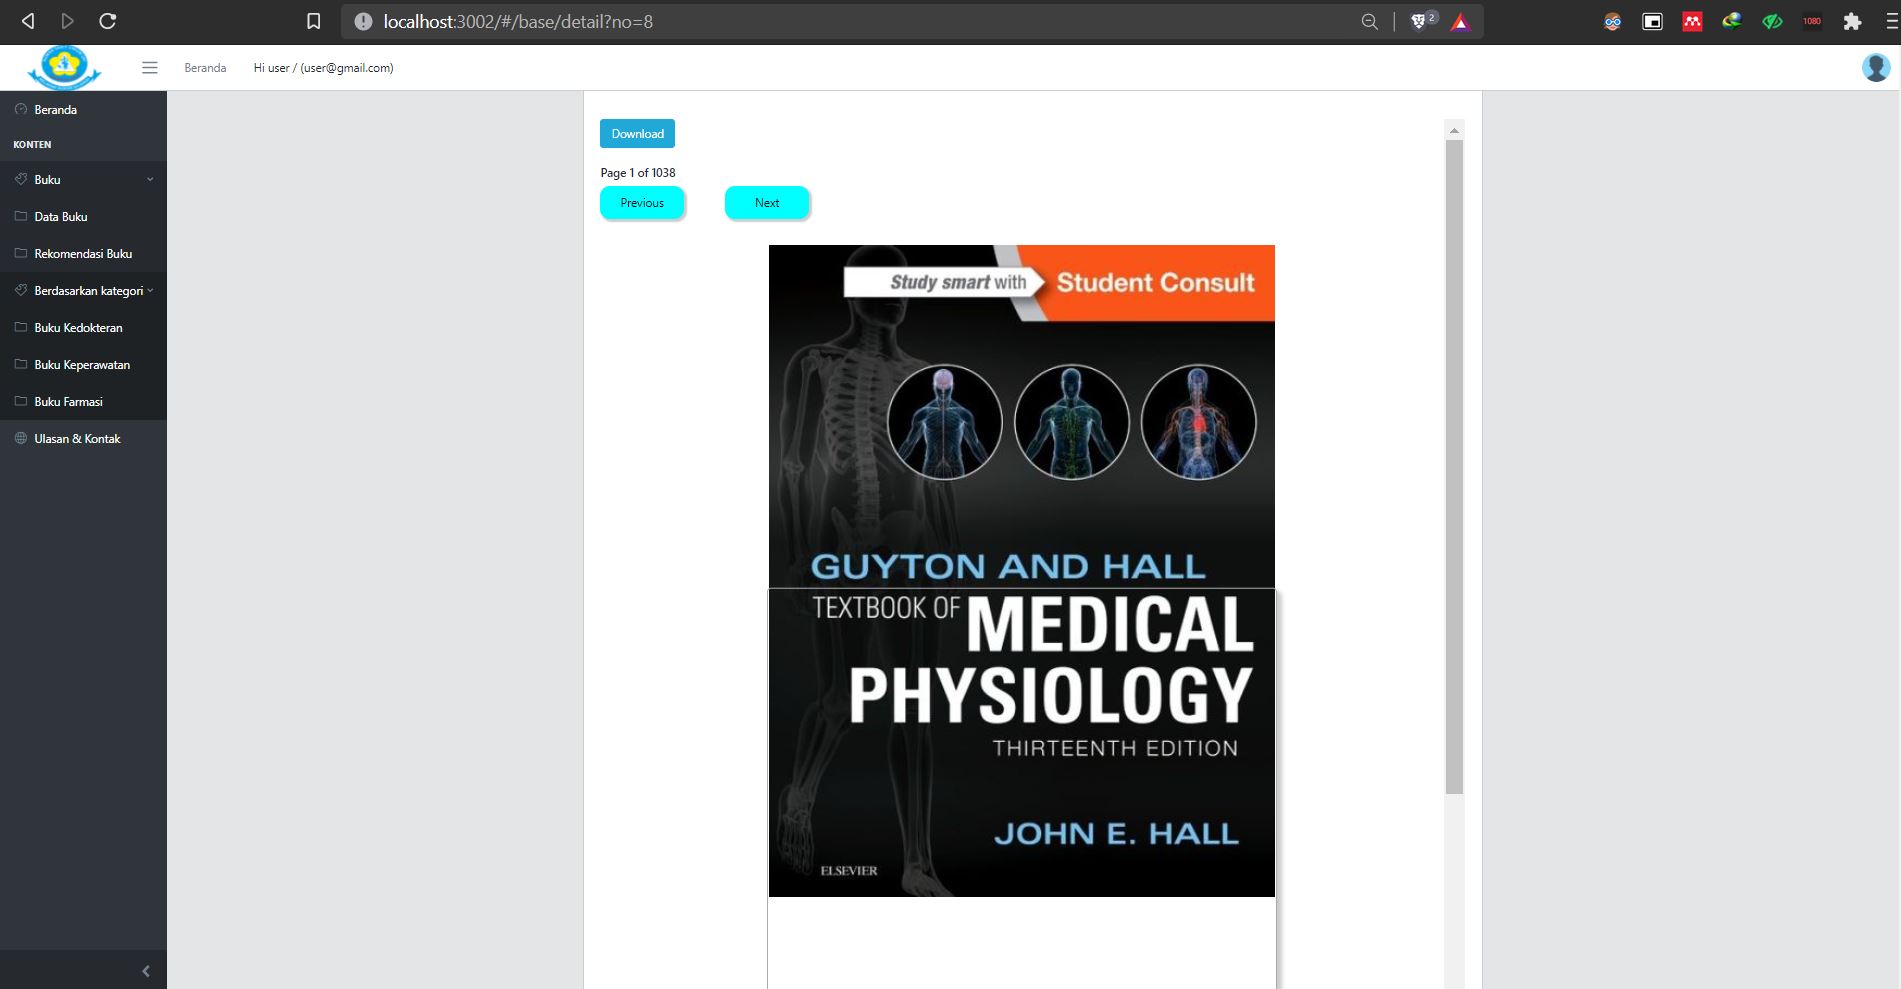 localhost:3002/#/base/detail?no=8
2
1080
Beranda
Hi user / (user@gmail.com)
Beranda
KONTEN
Buku
Data Buku
Rekomendasi Buku
Berdasarkan kategori
Buku Kedokteran
Buku Keperawatan
Buku Farmasi
Ulasan & Kontak
Download
Page 1 of 1038
Previous
Next
Study smart with
Student Consult
GUYTON AND HALL
TEXTBOOK OF MEDICAL
PHYSIOLOGY
THIRTEENTH EDITION
JOHN E. HALL
ELSEVIER